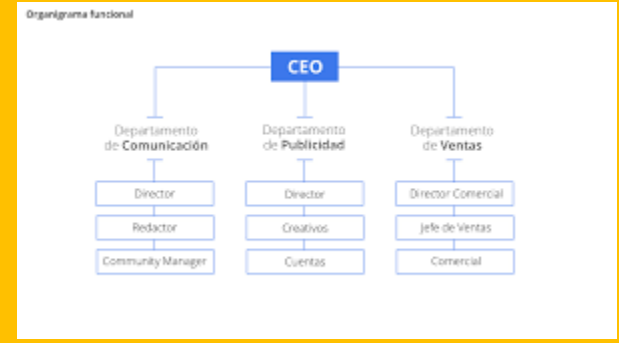 Organigrama funcional
CEO
Departamento
de Comunicación
Departamento
de Publicidad
Departamento
de Ventas
Director
Director
Director Comercial
Redactor
Creativos
Jefe de Ventas
Community Manager
Cuentas
Comercial